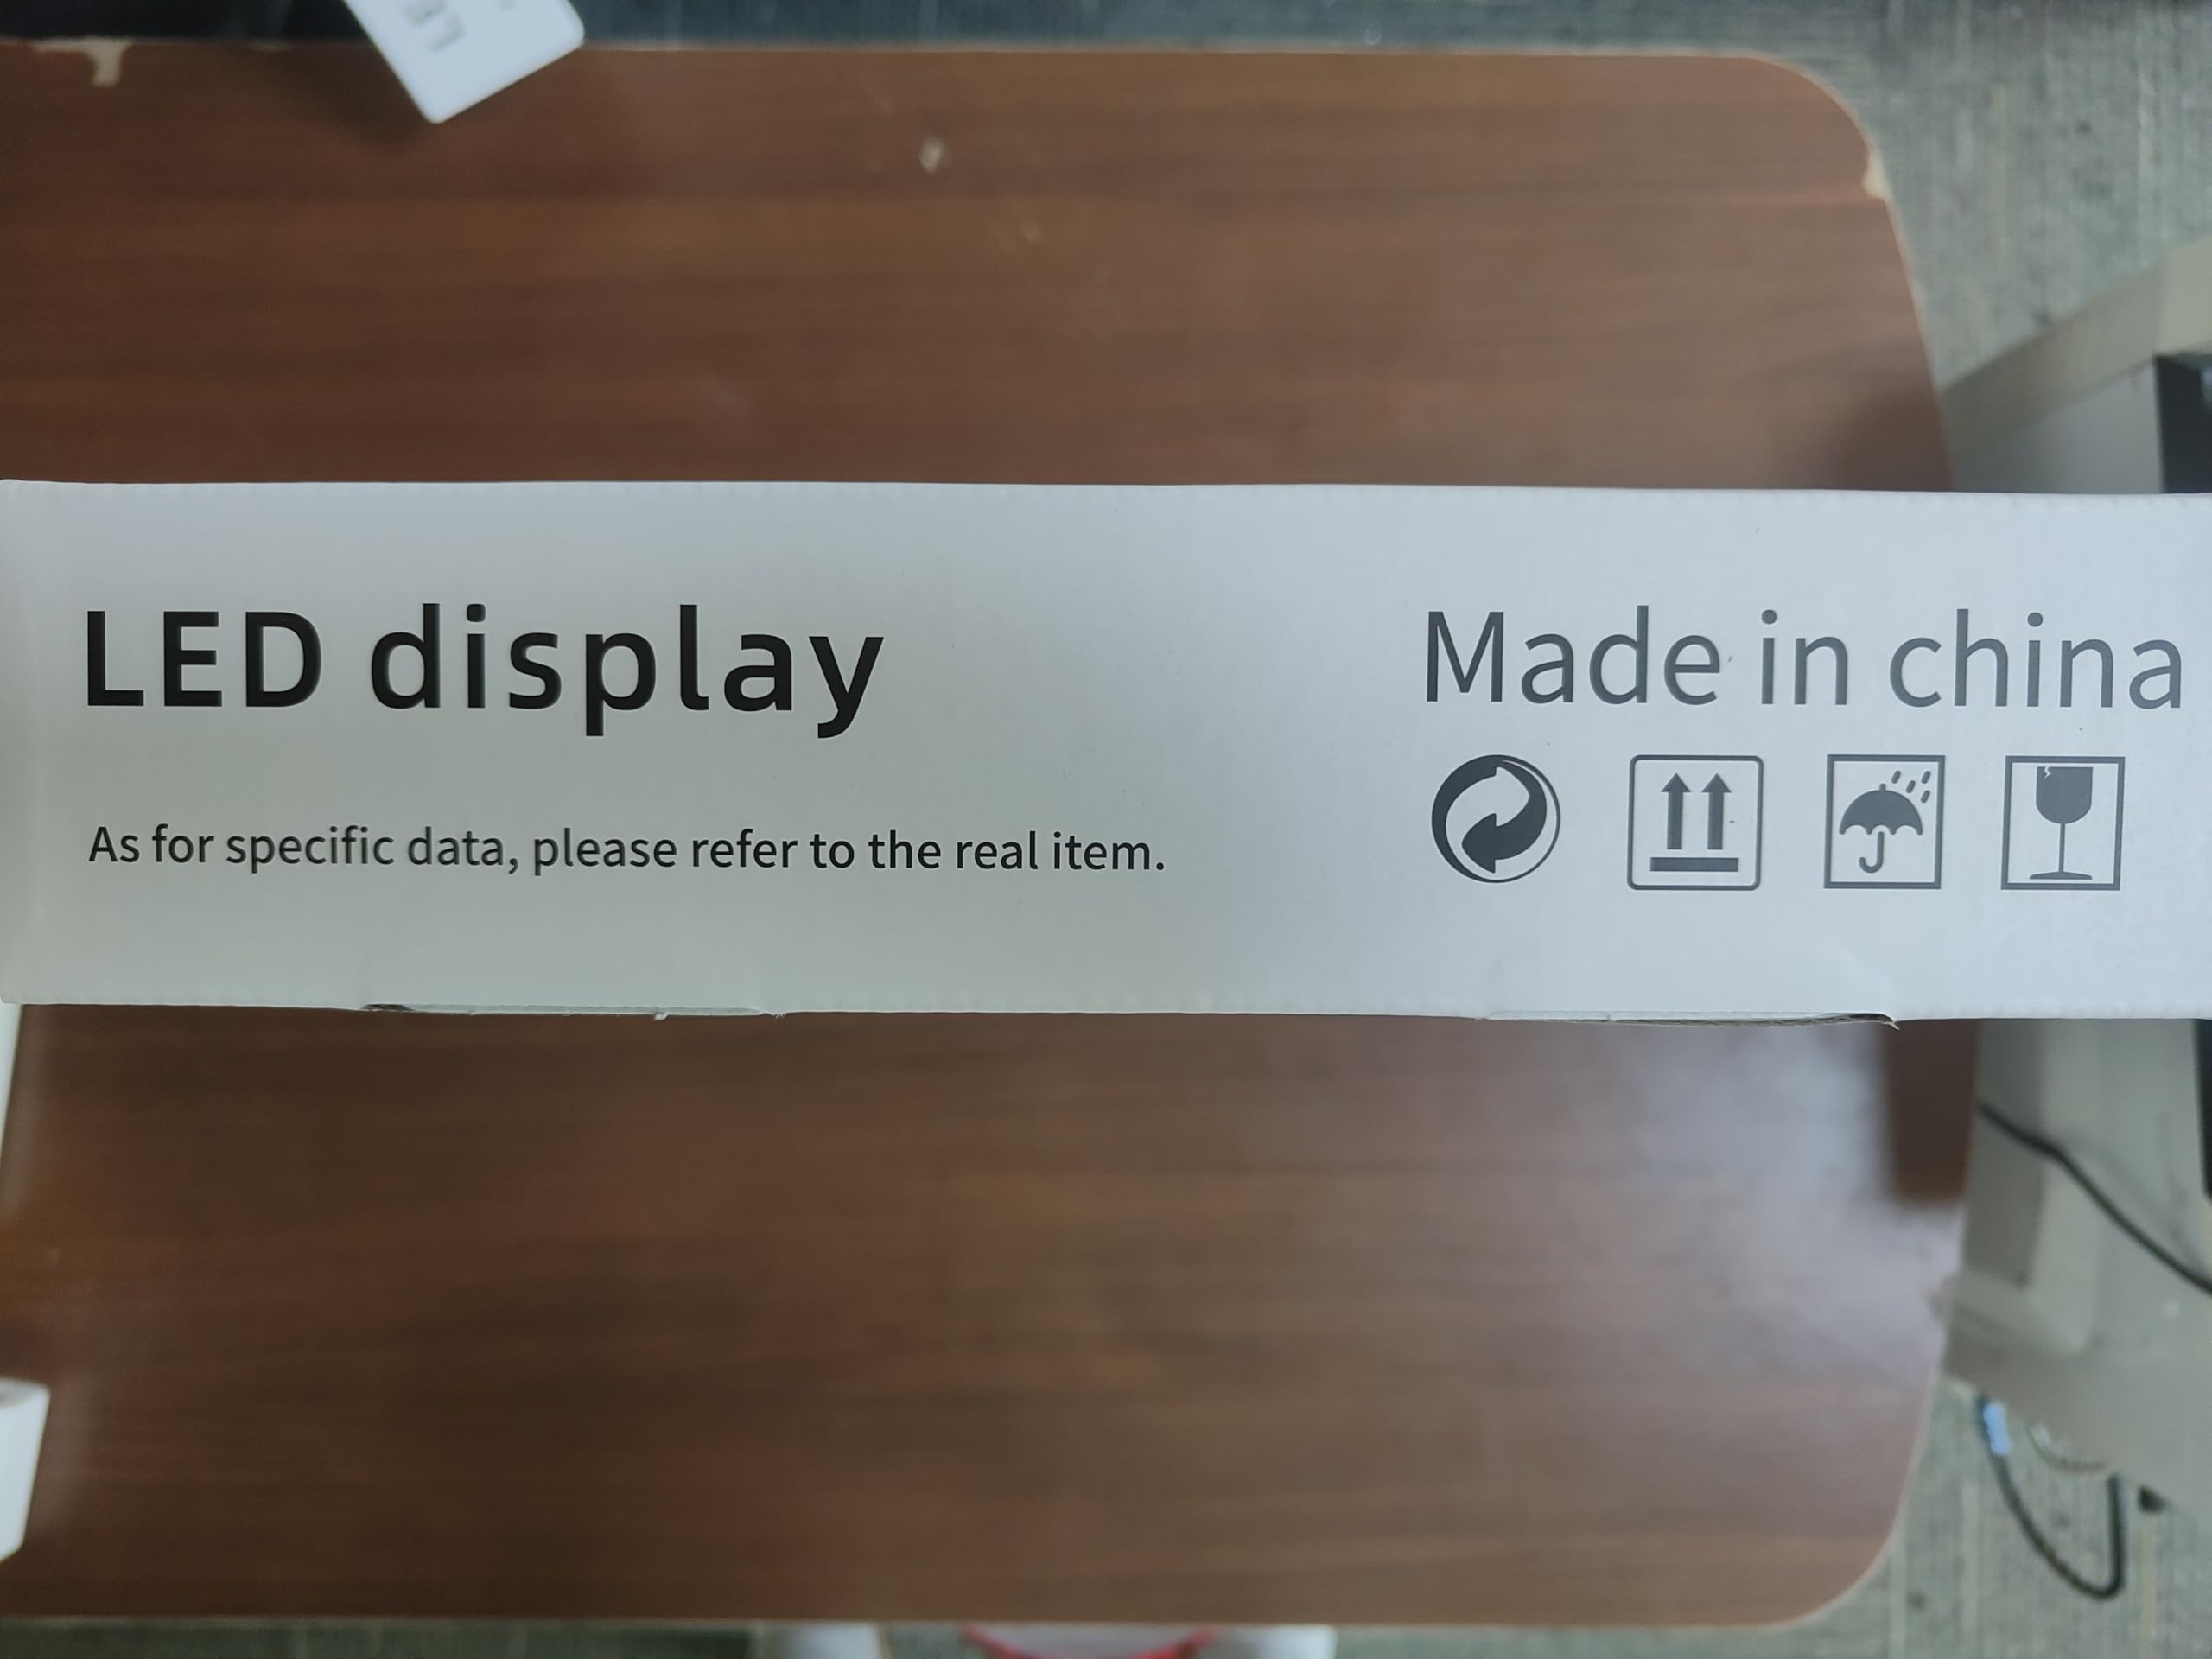 LED display
As for specific data, please refer to the real item.
Made in china